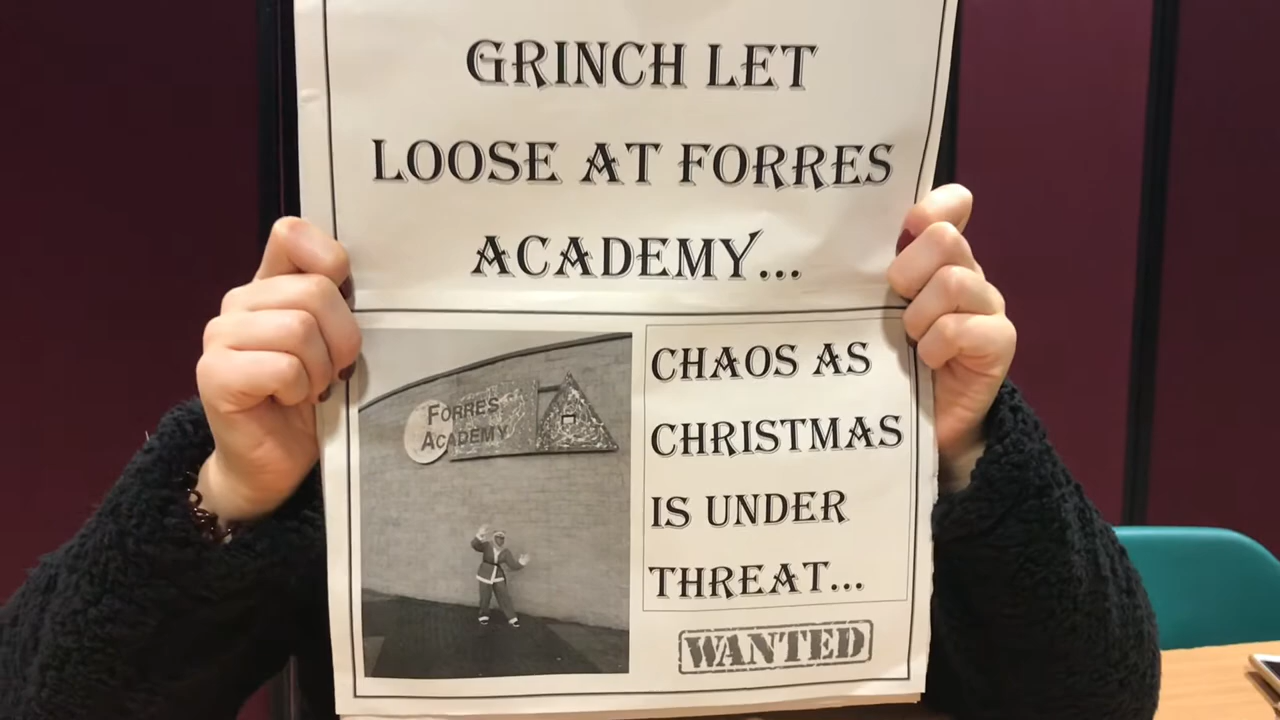 GRINCH LET
LOOSE AT FORRES
ACADEMY...
FORRES
ACADEMY
CHAOS AS
CHRISTMAS
IS UNDER
THREAT...
WANTED